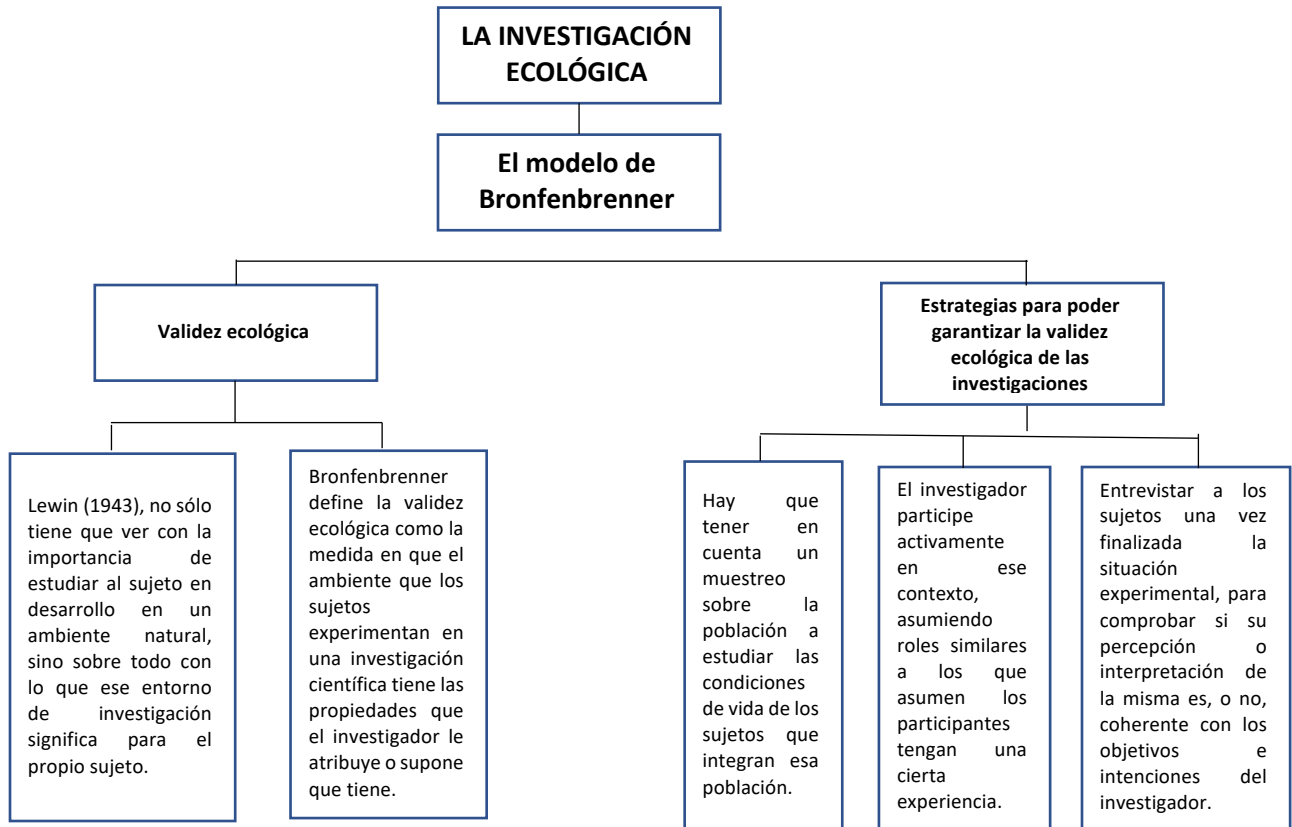 LA INVESTIGACIÓN
ECOLÓGICA
El modelo de
Bronfenbrenner
Validez ecológica
Estrategias para poder
garantizar la validez
ecológica de las
investigaciones
Lewin (1943), no sólo
tiene que ver con la
importancia de
estudiar al sujeto en
desarrollo en un
ambiente natural,
sino sobre todo con
lo que ese entorno
de investigación
significa para el
propio sujeto.
Bronfenbrenner
define la validez
ecológica como la
medida en que el
ambiente que los
sujetos
experimentan en
una investigación
científica tiene las
propiedades que
el investigador le
atribuye o supone
que tiene.
Hay que
tener en
cuenta un
muestreo
sobre la
población a
estudiar las
condiciones
de vida de los
sujetos que
integran esa
población.
El investigador
participe
activamente
en ese
contexto,
asumiendo
roles similares
a los que
asumen los
participantes
tengan una
cierta
experiencia.
Entrevistar a los
sujetos una vez
finalizada la
situación
experimental, para
comprobar si su
percepción o
interpretación de
la misma es, o no,
coherente con los
objetivos e
intenciones del
investigador.